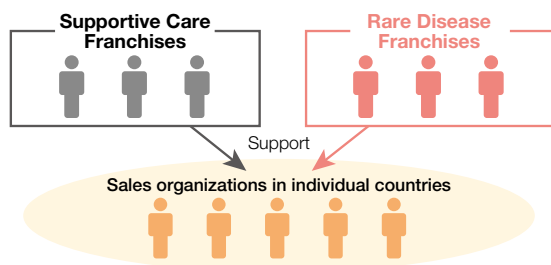 Supportive Care
Franchises
Rare Disease
Franchises
Support
Sales organizations in individual countries